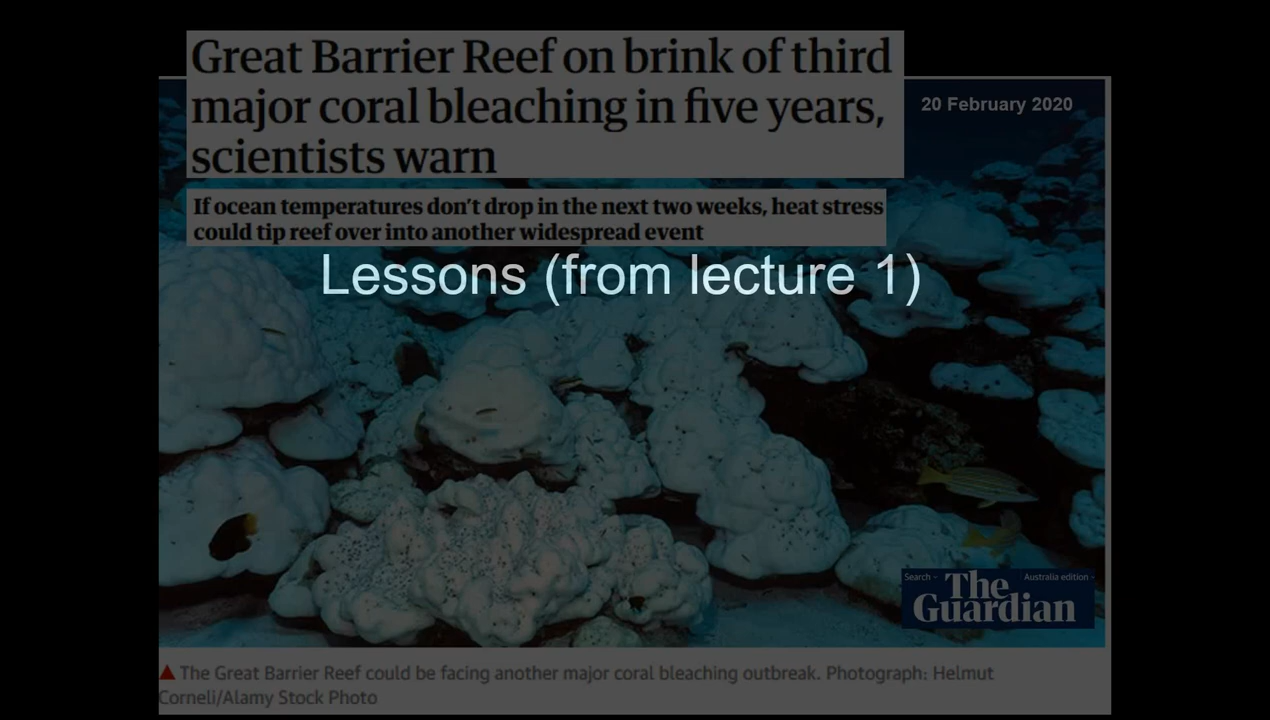 Great Barrier Reef on brink of third
major coral bleaching in five years,
scientists warn
20 February 2020
If ocean temperatures don't drop in the next two weeks, heat stress
could tip reef over into another widespread event
Lessons (from lecture 1)
Search -
Australia edition -
The
Guardian
The Great Barrier Reef could be facing another major coral bleaching outbreak. Photograph: Helmut
Corneli/Alamy Stock Photo